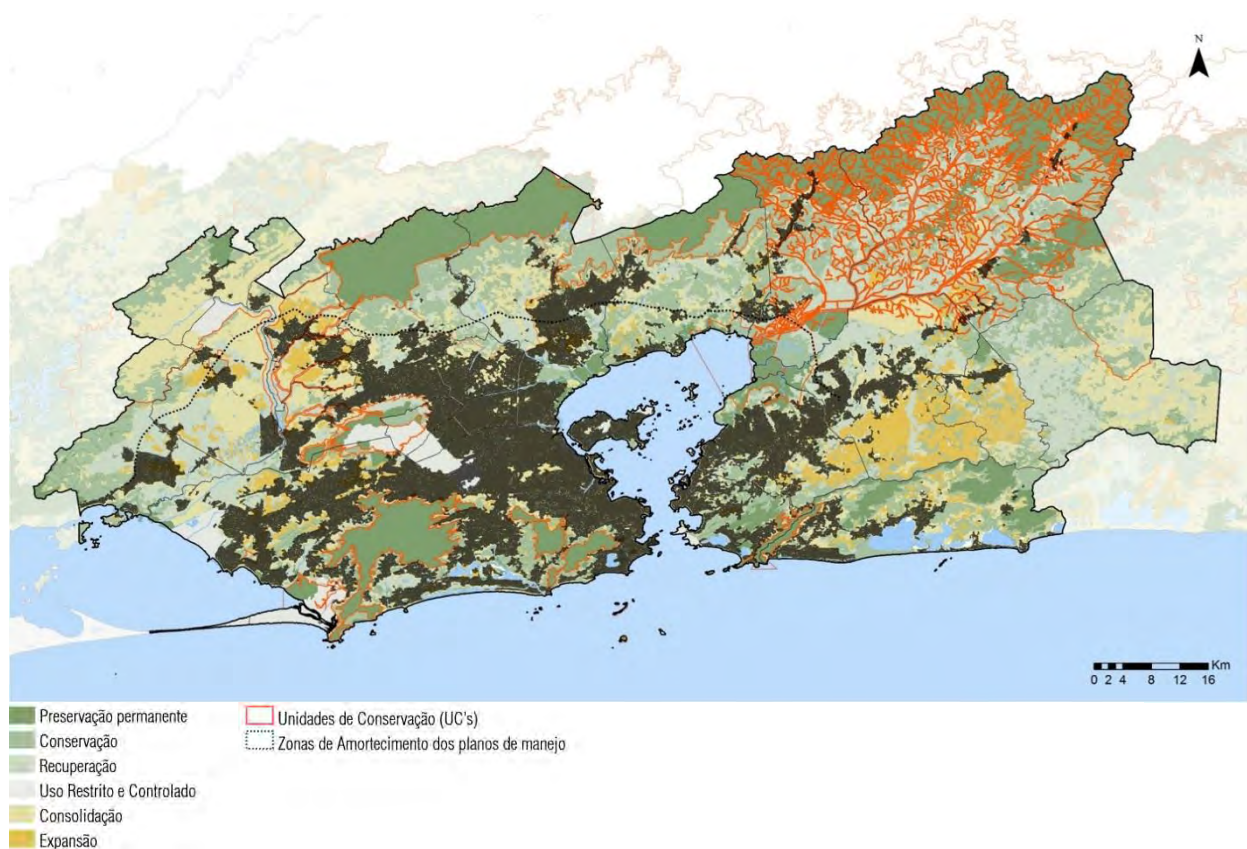 N
Km
0 2 4 8 12 16
Preservação permanente
Conservação
Recuperação
Uso Restrito e Controlado
Consolidação
Expansão
Unidades de Conservação (UC's)
Zonas de Amortecimento dos planos de manejo